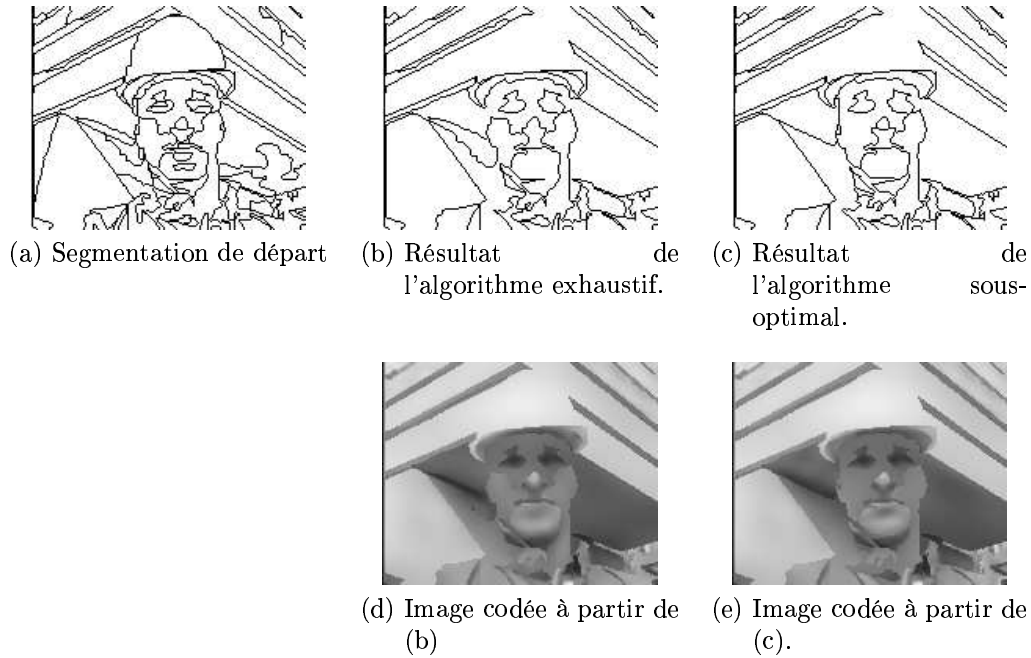 (a) Segmentation de départ
(b) Résultat de
l'algorithme exhaustif.
(c) Résultat de
l'algorithme sous-
optimal.
(d) Image codée à partir de
(b)
(e) Image codée à partir de
(c).